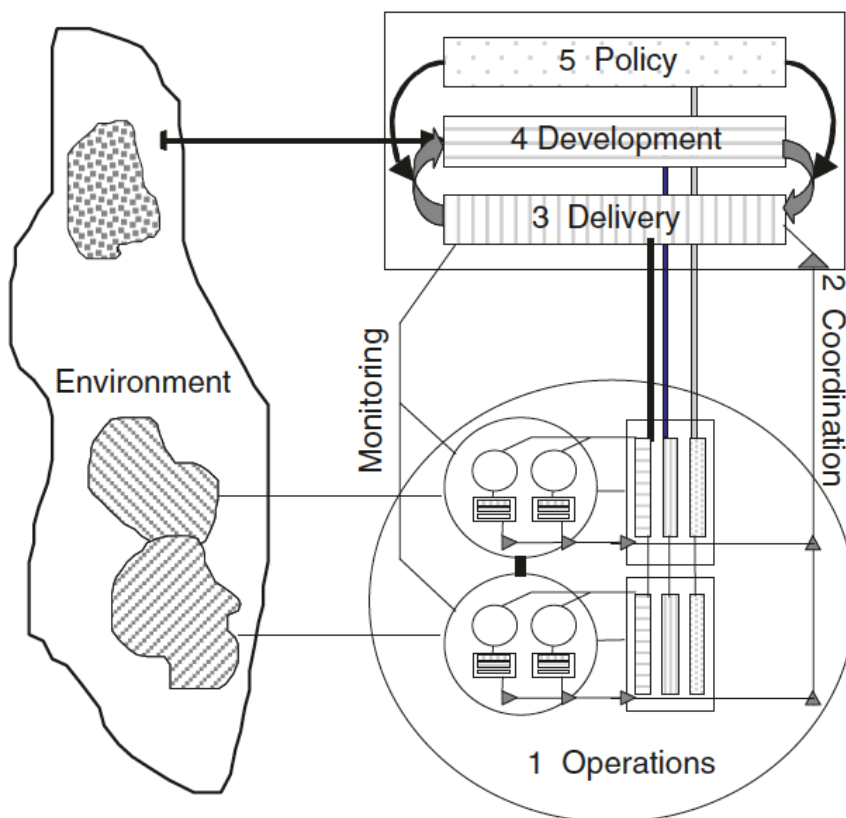 5 Policy
4 Development
3 Delivery
2 Coordination
Environment
Monitoring
1 Operations